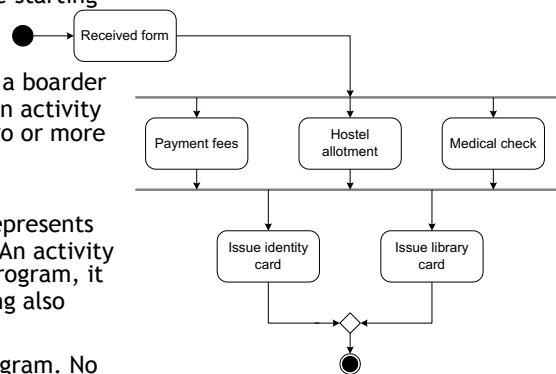 starting
Received form
a boarder
n activity
o or more
Payment fees
Hostel
allotment
Medical check
epresents
An activity
rogram, it
ng also
Issue identity
card
Issue library
card
gram. No